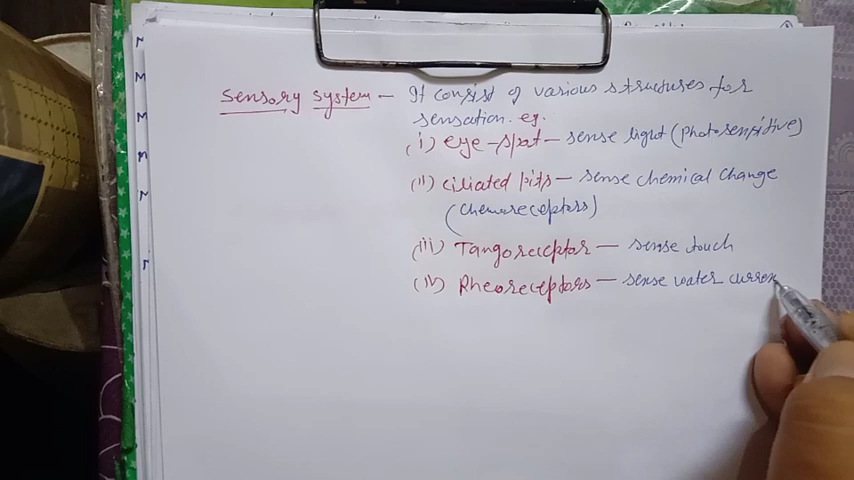 Sensory System - It consist of various structures for
sensation. eg.
(i) eye-spot - sense light (photosensitive)
(ii) Ciliated pits - sense chemical change
(Chemoreceptors)
(iii) Tangoreceptor - sense touch
(iv) Rheoreceptors - sense water curren